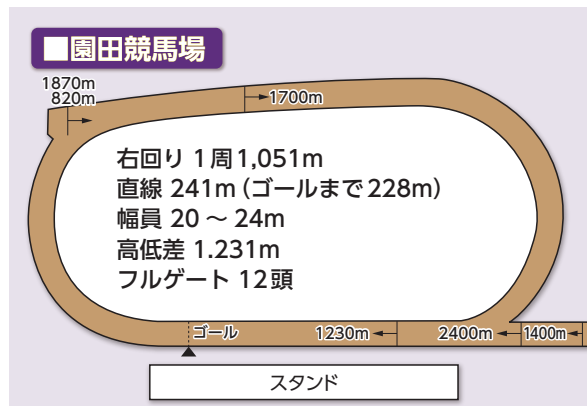 ■園田競馬場
1870m
820m
1700m
右回り 1周1,051m
直線 241m（ゴールまで228m）
幅員 20 〜 24m
高低差 1.231m
フルゲート 12頭
ゴール
1230m
2400m
1400m
スタンド